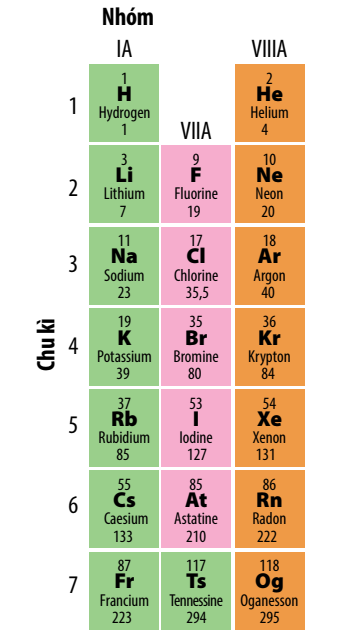 Nhóm
IA
VIIIA
VIIA
Chu kì
1
1
H
Hydrogen
1
2
He
Helium
4
2
3
Li
Lithium
7
9
F
Fluorine
19
10
Ne
Neon
20
3
11
Na
Sodium
23
17
Cl
Chlorine
35,5
18
Ar
Argon
40
4
19
K
Potassium
39
35
Br
Bromine
80
36
Kr
Krypton
84
5
37
Rb
Rubidium
85
53
I
Iodine
127
54
Xe
Xenon
131
6
55
Cs
Caesium
133
85
At
Astatine
210
86
Rn
Radon
222
7
87
Fr
Francium
223
117
Ts
Tennessine
294
118
Og
Oganesson
295